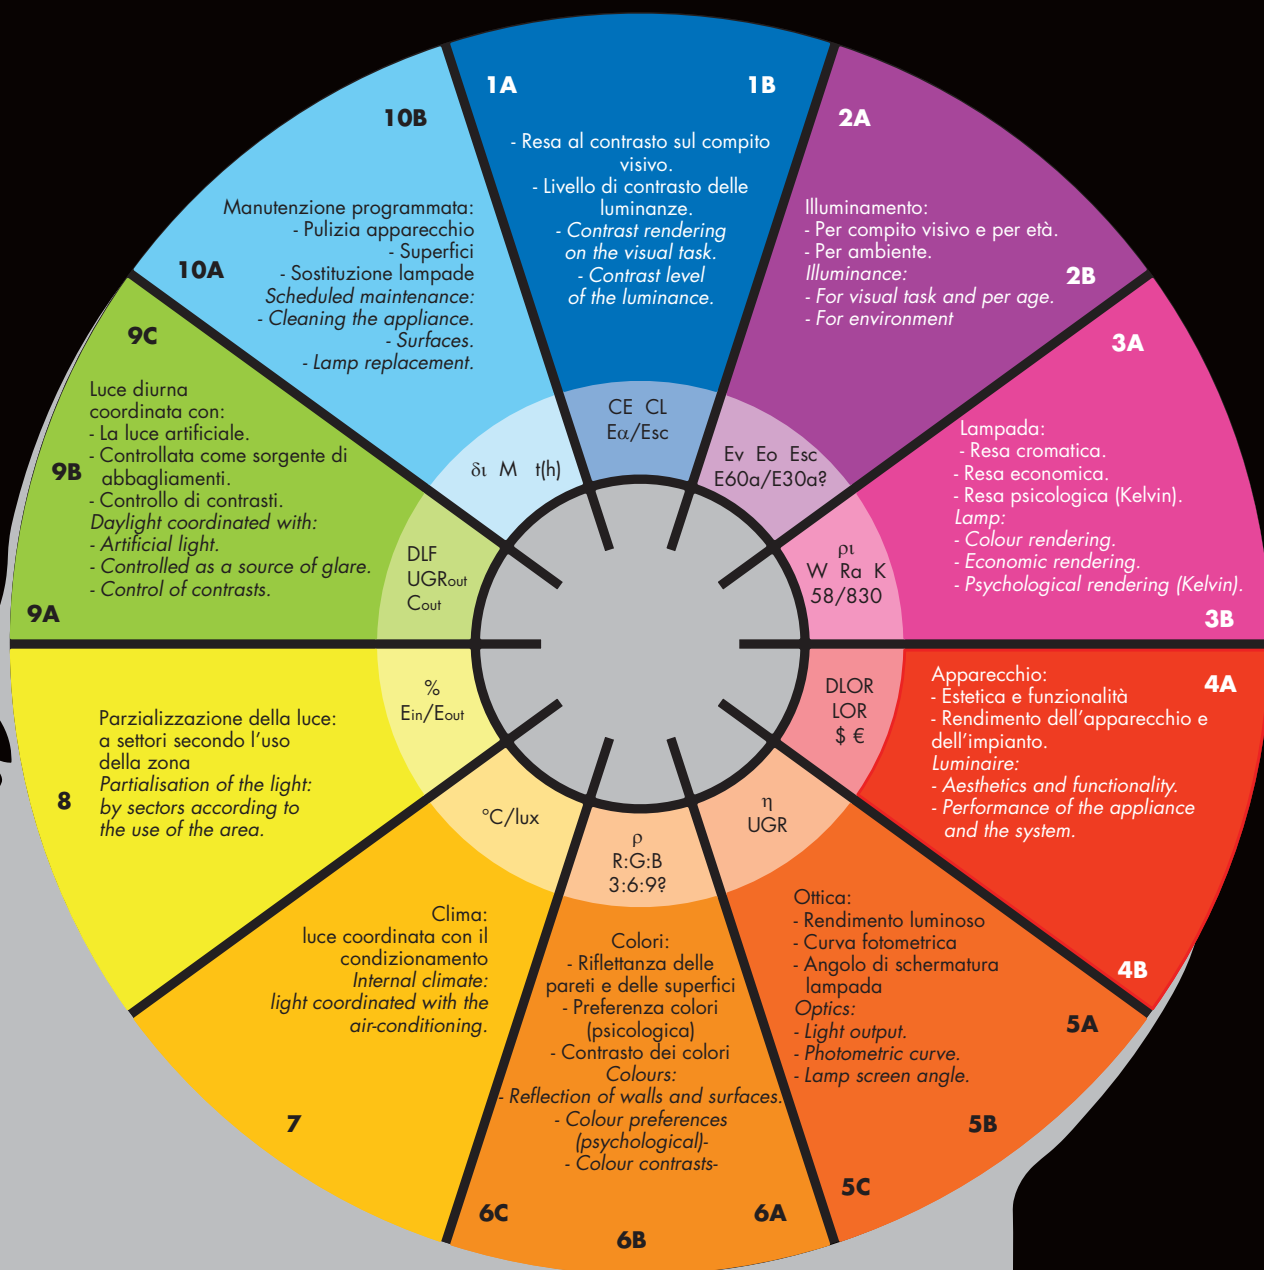 1A
1B
- Resa al contrasto sul compito
visivo.
- Livello di contrasto delle
luminanze.
- Contrast rendering
on the visual task.
- Contrast level
of the luminance.
CE CL
Eα/Esc
2A
Illuminamento:
- Per compito visivo e per età.
- Per ambiente.
2B
Illuminance:
- For visual task and per age.
- For environment
Ev Eo Esc
E60a/E30a?
3A
Lampada:
- Resa cromatica.
- Resa economica.
- Resa psicologica (Kelvin).
Lamp:
- Colour rendering.
- Economic rendering.
- Psychological rendering (Kelvin).
3B
ρι
W Ra K
58/830
4A
Apparecchio:
- Estetica e funzionalità
- Rendimento dell'apparecchio e
dell'impianto.
Luminaire:
- Aesthetics and functionality.
- Performance of the appliance
and the system.
4B
DLOR
LOR
$ €
5A
Ottica:
- Rendimento luminoso
- Curva fotometrica
- Angolo di schermatura
lampada
Optics:
- Light output.
- Photometric curve.
- Lamp screen angle.
5B
5C
η
UGR
6A
Colori:
- Riflettanza delle
pareti e delle superfici
- Preferenza colori
(psicologica)
- Contrasto dei colori
Colours:
- Reflection of walls and surfaces.
- Colour preferences
(psychological)-
- Colour contrasts-
6B
6C
ρ
R:G:B
3:6:9?
7
Clima:
luce coordinata con il
condizionamento
Internal climate:
light coordinated with the
air-conditioning.
°C/lux
8
Parzializzazione della luce:
a settori secondo l'uso
della zona
Partialisation of the light:
by sectors according to
the use of the area.
%
Ein/Eout
9A
9B
9C
Luce diurna
coordinata con:
- La luce artificiale.
- Controllata come sorgente di
abbagliamenti.
- Controllo di contrasti.
Daylight coordinated with:
- Artificial light.
- Controlled as a source of glare.
- Control of contrasts.
DLF
UGRout
Cout
10A
10B
Manutenzione programmata:
- Pulizia apparecchio
- Superfici
- Sostituzione lampade
Scheduled maintenance:
- Cleaning the appliance.
- Surfaces.
- Lamp replacement.
δι M t(h)